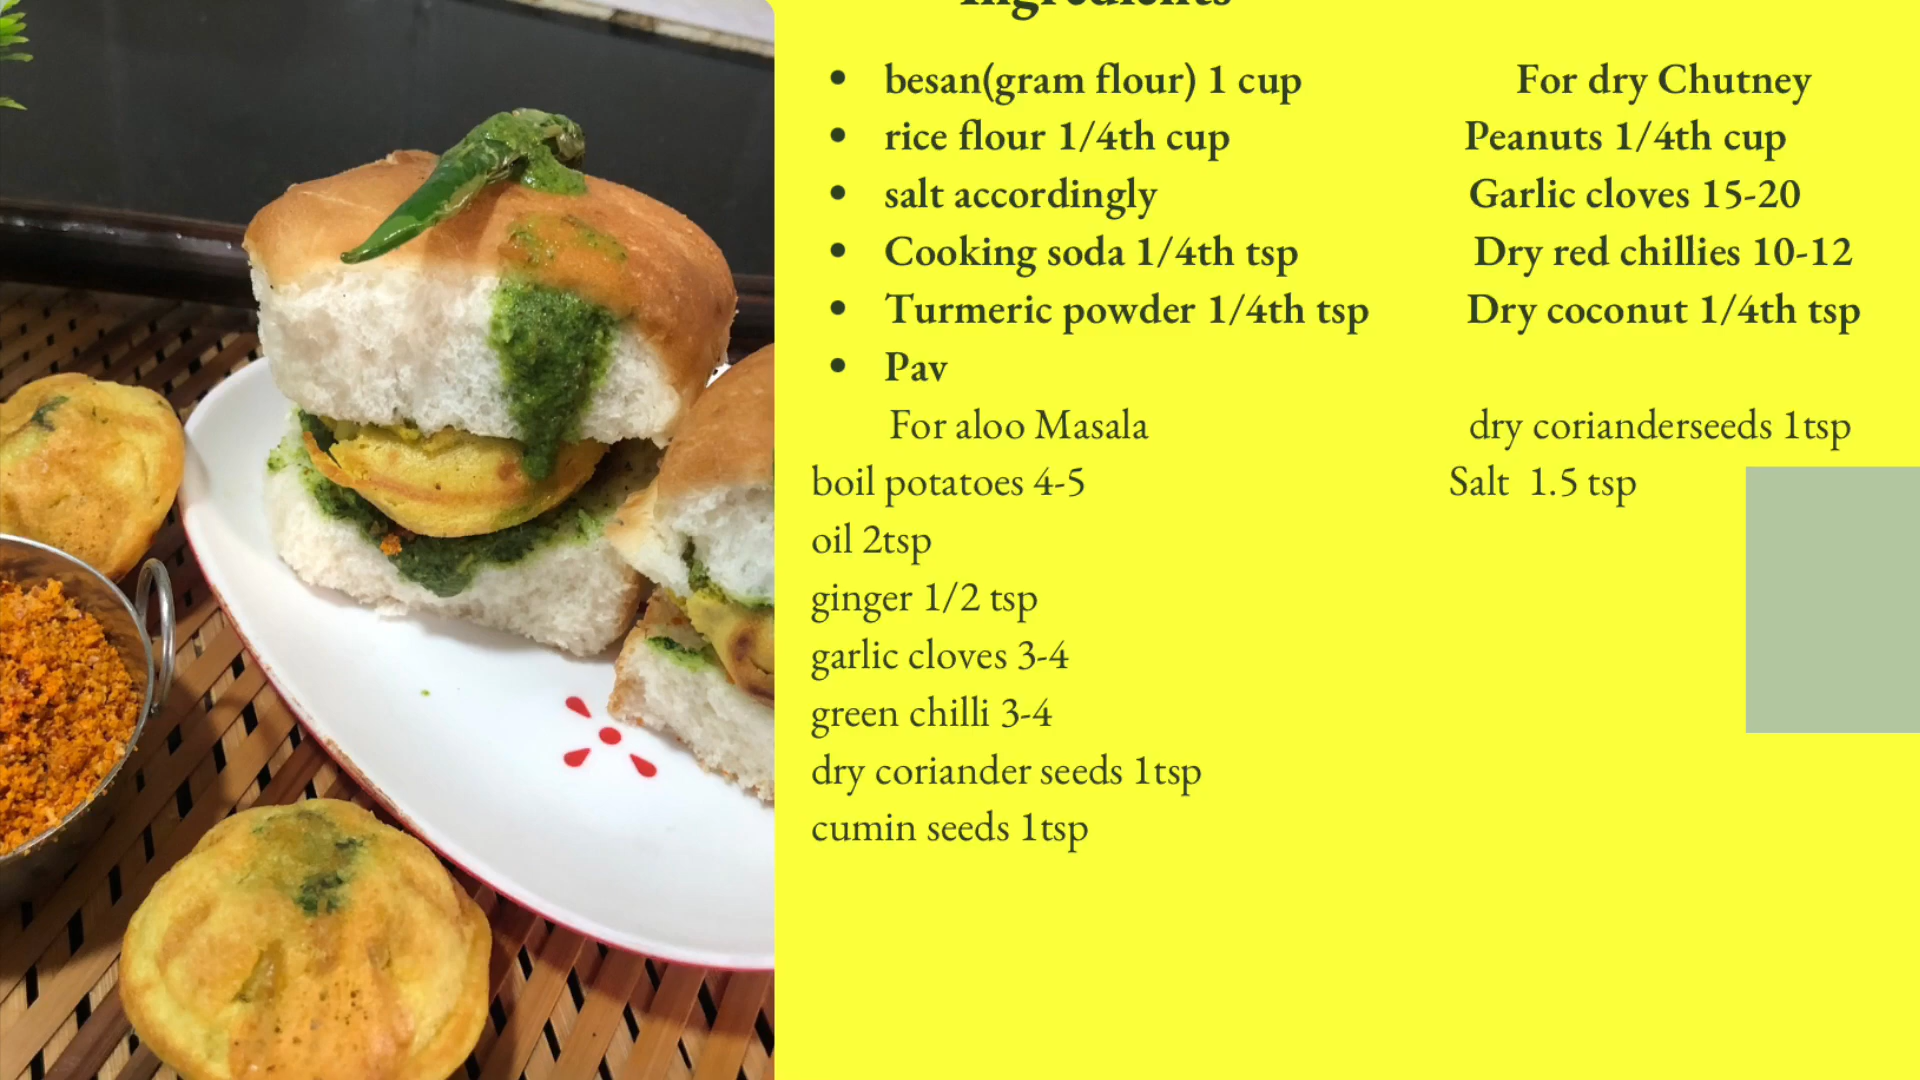 Ingredients
besan(gram flour) 1 cup
rice flour 1/4th cup
salt accordingly
Cooking soda 1/4th tsp
Turmeric powder 1/4th tsp
Pav
For aloo Masala
boil potatoes 4-5
oil 2tsp
ginger 1/2 tsp
garlic cloves 3-4
green chilli 3-4
dry coriander seeds 1tsp
cumin seeds 1tsp
For dry Chutney
Peanuts 1/4th cup
Garlic cloves 15-20
Dry red chillies 10-12
Dry coconut 1/4th tsp
dry corianderseeds 1tsp
Salt 1.5 tsp